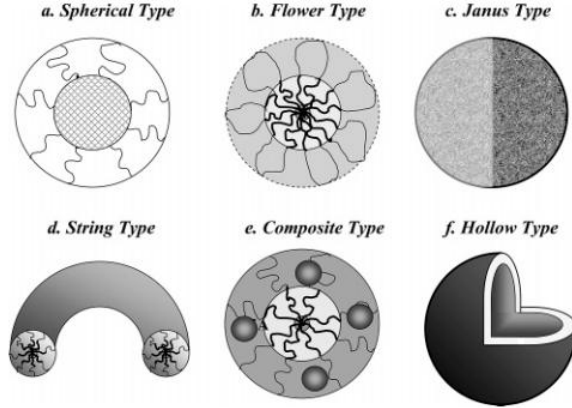 a. Spherical Type
b. Flower Type
c. Janus Type
d. String Type
e. Composite Type
f. Hollow Type